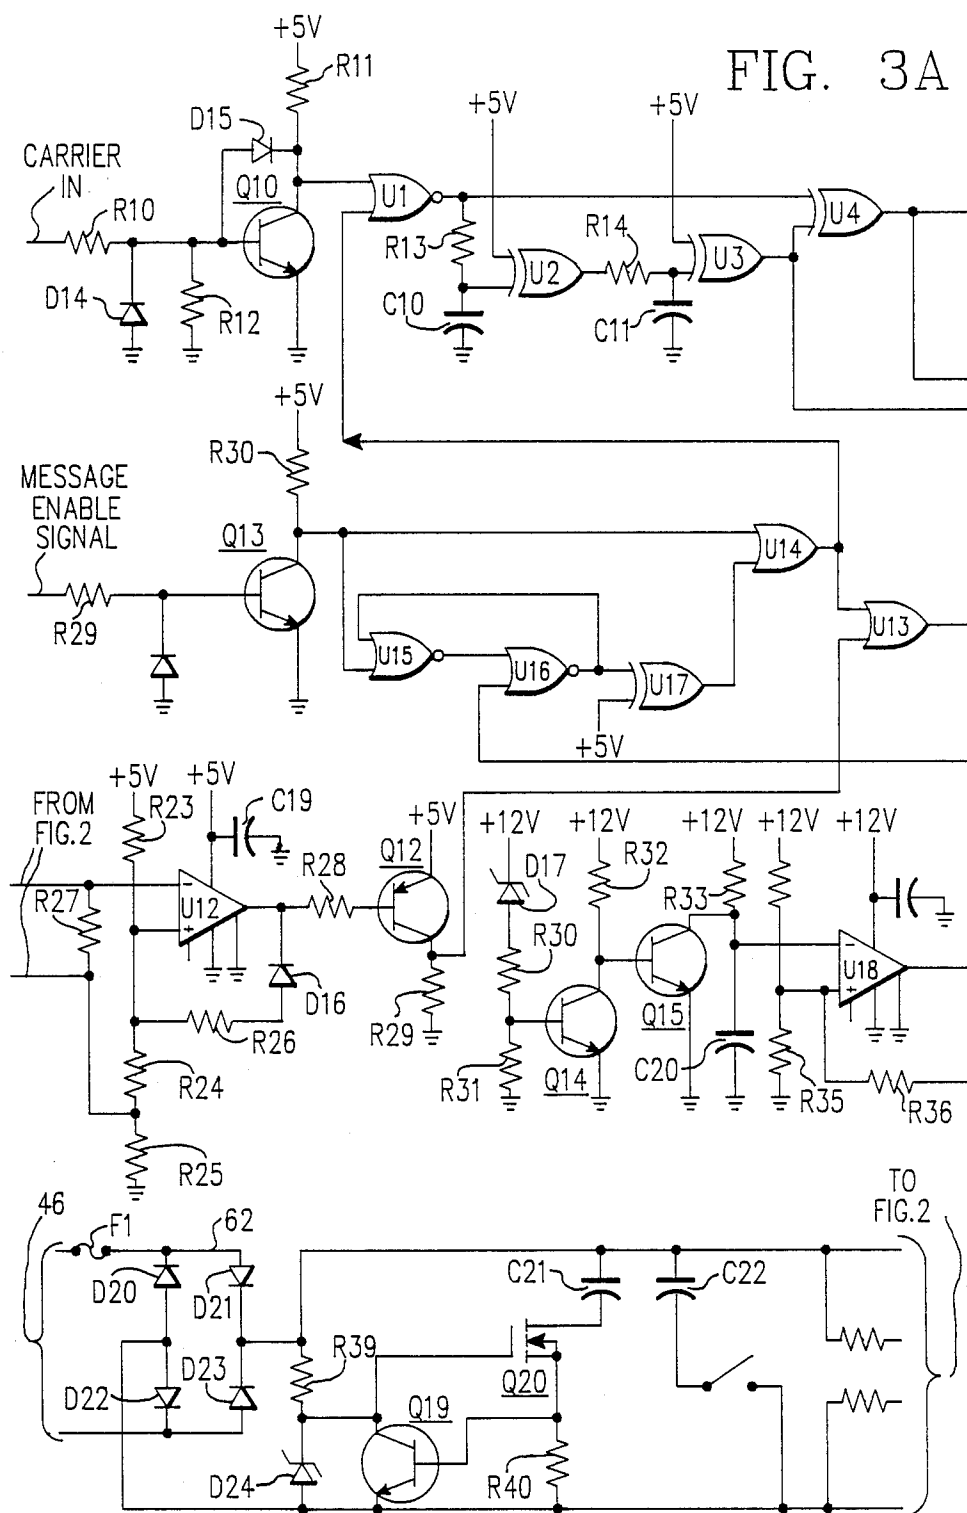 FIG. 3A
+5V
R11
+5V
+5V
D15
CARRIER
IN
Q10
R10
U1
U4
R13
R14
U2
U3
D14
R12
C10
C11
+5V
R30
MESSAGE
ENABLE
SIGNAL
Q13
U14
R29
U13
U15
U16
U17
+5V
+5V
+5V
FROM
FIG.2
R23
C19
+5V
+12V
+12V
+12V
+12V
+12V
Q12
R28
D17
R32
R33
R27
U12
-
+
R30
U18
-
+
D16
Q15
R29
R26
C20
R24
R31
Q14
R35
R36
R25
TO
FIG.2
46
F1
62
D20
D21
C21
C22
R39
D23
D22
Q20
Q19
D24
R40